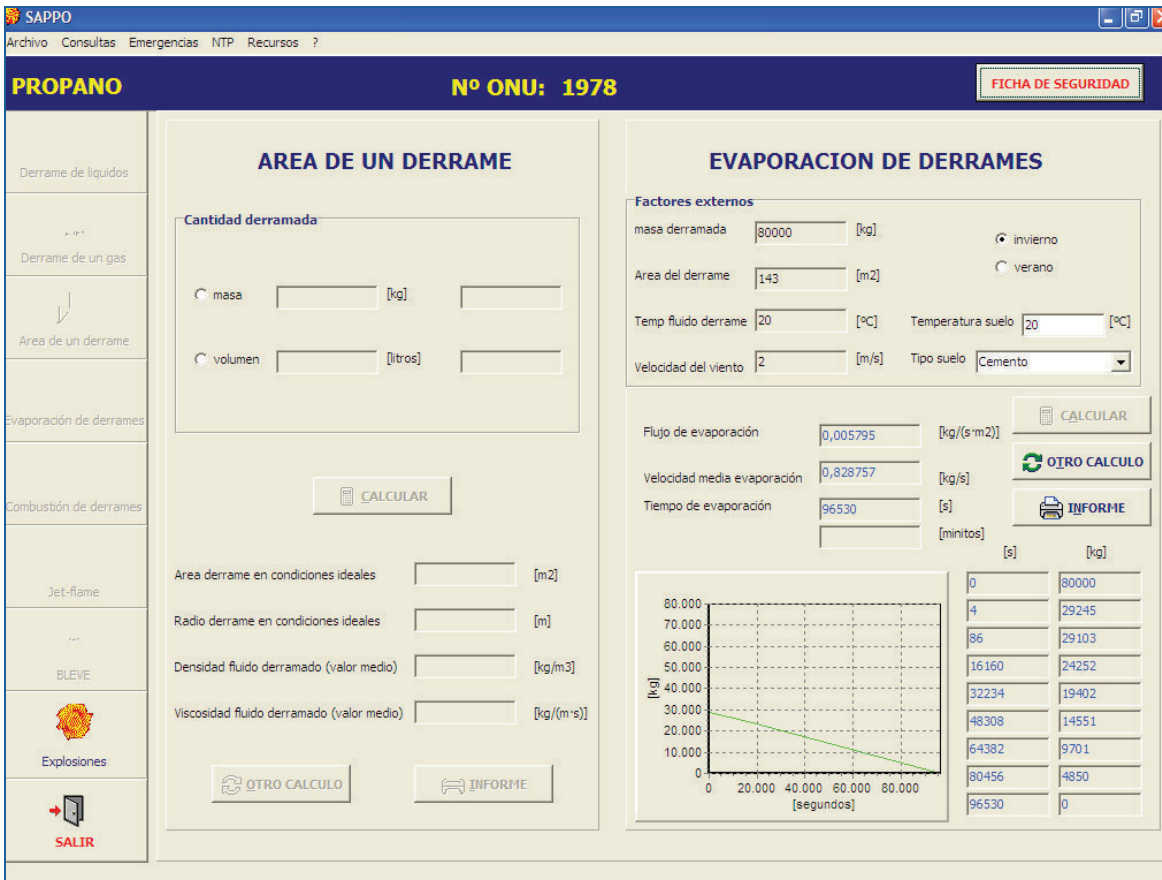 SAPPO
Archivo Consultas Emergencias NTP Recursos ?
PROPANO
Nº ONU: 1978
FICHA DE SEGURIDAD
Derrame de liquidos
Derrame de un gas
Area de un derrame
Evaporación de derrames
Combustión de derrames
Jet-flame
BLEVE
Explosiones
SALIR
AREA DE UN DERRAME
Cantidad derramada
masa [kg]
volumen [litros]
CALCULAR
Area derrame en condiciones ideales [m2]
Radio derrame en condiciones ideales [m]
Densidad fluido derramado (valor medio) [kg/m3]
Viscosidad fluido derramado (valor medio) [kg/(m·s)]
OTRO CALCULO INFORME
EVAPORACION DE DERRAMES
Factores externos
masa derramada 80000 [kg] invierno
verano
Area del derrame 143 [m2]
Temp fluido derrame 20 [ºC] Temperatura suelo 20 [ºC]
Velocidad del viento 2 [m/s] Tipo suelo Cemento
CALCULAR
Flujo de evaporación 0,005795 [kg/(s·m2)]
OTRO CALCULO
Velocidad media evaporación 0,828757 [kg/s]
Tiempo de evaporación 96530 [s]
INFORME
[minitos]
[s] [kg]
0 80000
4 29245
86 29103
16160 24252
32234 19402
48308 14551
64382 9701
80456 4850
96530 0
80.000
70.000
60.000
50.000
40.000
30.000
20.000
10.000
0
[kg]
0 20.000 40.000 60.000 80.000
[segundos]